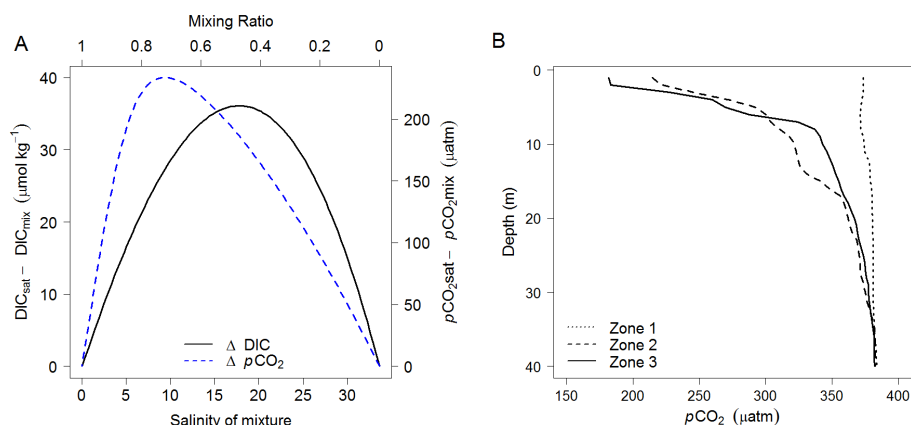 A
Mixing Ratio
1 0.8 0.6 0.4 0.2 0
DICsat − DICmix (μmol kg−1)
0 10 20 30 40
pCO2sat − pCO2mix (μatm)
0 50 100 150 200
Δ DIC
Δ pCO2
0 5 10 15 20 25 30
Salinity of mixture
B
Depth (m)
0 10 20 30 40
Zone 1
Zone 2
Zone 3
150 200 250 300 350 400
pCO2 (μatm)